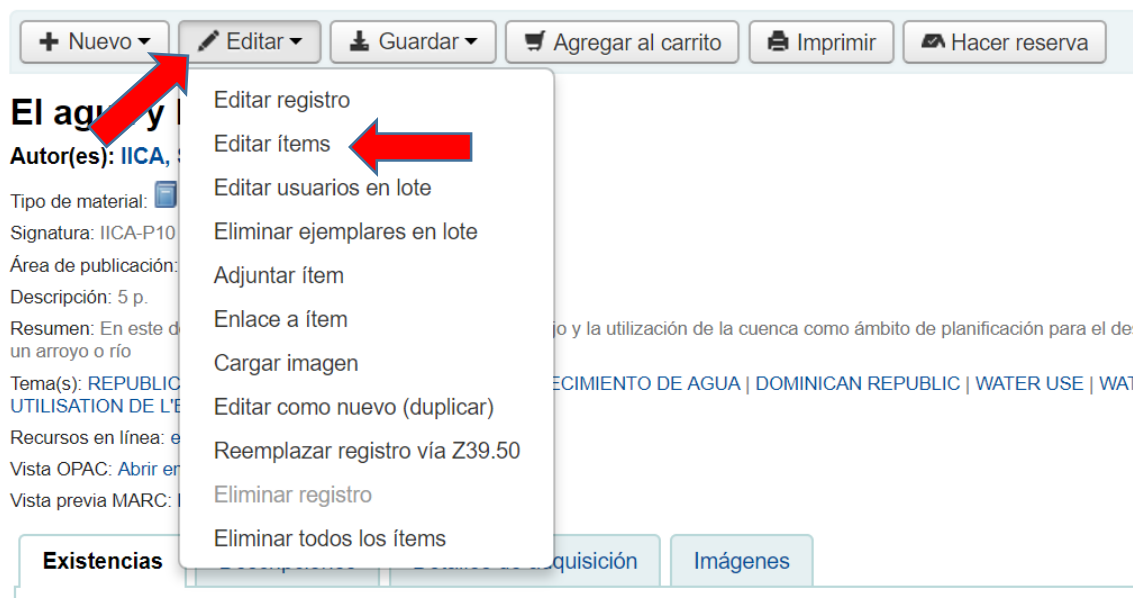 Nuevo Editar Guardar Agregar al carrito Imprimir Hacer reserva
El agua y
Autor(es): IICA,
Tipo de material:
Signatura: IICA-P10
Área de publicación:
Descripción: 5 p.
Resumen: En este jo y la utilización de la cuenca como ámbito de planificación para el
un arroyo o río
Tema(s): REPUBLIC ECIMIENTO DE AGUA | DOMINICAN REPUBLIC | WATER USE | WAT
UTILISATION DE L'E
Recursos en línea: e
Vista OPAC: Abrir en
Vista previa MARC:
Editar registro
Editar ítems
Editar usuarios en lote
Eliminar ejemplares en lote
Adjuntar ítem
Enlace a ítem
Cargar imagen
Editar como nuevo (duplicar)
Reemplazar registro vía Z39.50
Eliminar registro
Eliminar todos los ítems
Existencias quisición Imágenes